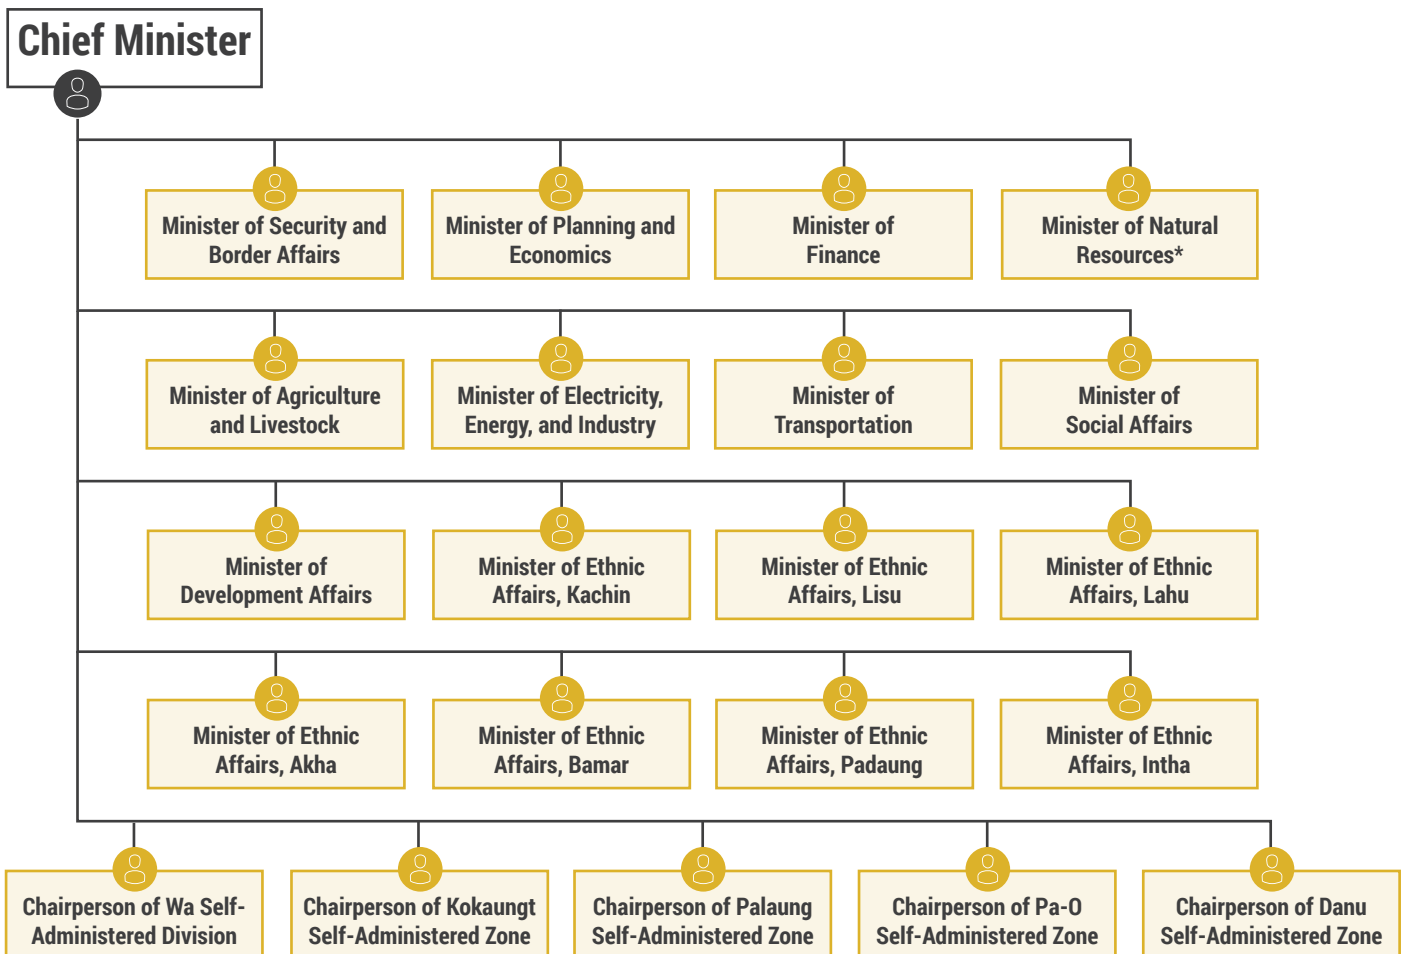 Chief Minister
Minister of Security and
Border Affairs
Minister of Planning and
Economics
Minister of
Finance
Minister of Natural
Resources*
Minister of Agriculture
and Livestock
Minister of Electricity,
Energy, and Industry
Minister of
Transportation
Minister of
Social Affairs
Minister of
Development Affairs
Minister of Ethnic
Affairs, Kachin
Minister of Ethnic
Affairs, Lisu
Minister of Ethnic
Affairs, Lahu
Minister of Ethnic
Affairs, Akha
Minister of Ethnic
Affairs, Bamar
Minister of Ethnic
Affairs, Padaung
Minister of Ethnic
Affairs, Intha
Chairperson of Wa Self-
Administered Division
Chairperson of Kokaungt
Self-Administered Zone
Chairperson of Palaung
Self-Administered Zone
Chairperson of Pa-O
Self-Administered Zone
Chairperson of Danu
Self-Administered Zone